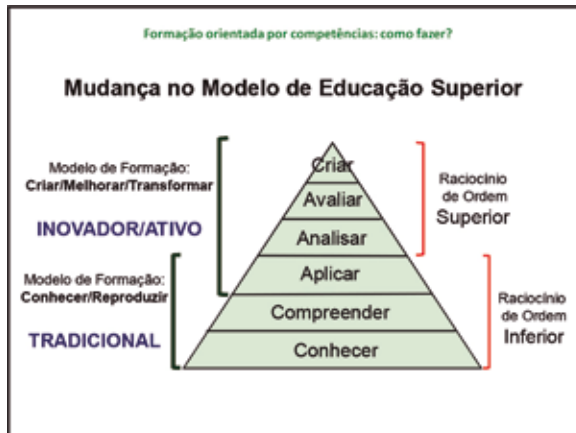 Formação orientada por competências: como fazer?
Mudança no Modelo de Educação Superior
Modelo de Formação:
Criar/Melhorar/Transformar
INOVADOR/ATIVO
Modelo de Formação:
Conhecer/Reproduzir
TRADICIONAL
Criar
Avaliar
Analisar
Aplicar
Compreender
Conhecer
Raciocínio
de Ordem
Superior
Raciocínio
de Ordem
Inferior